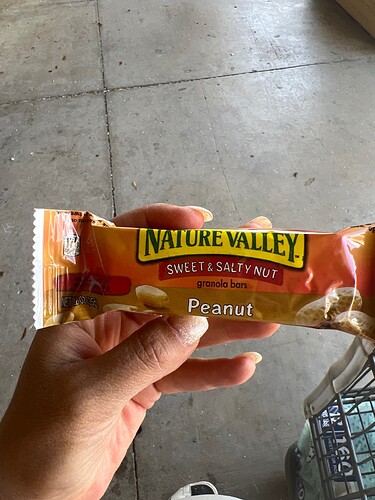 NATURE VALLEY
SWEET & SALTY NUT
granola bars
Peanut